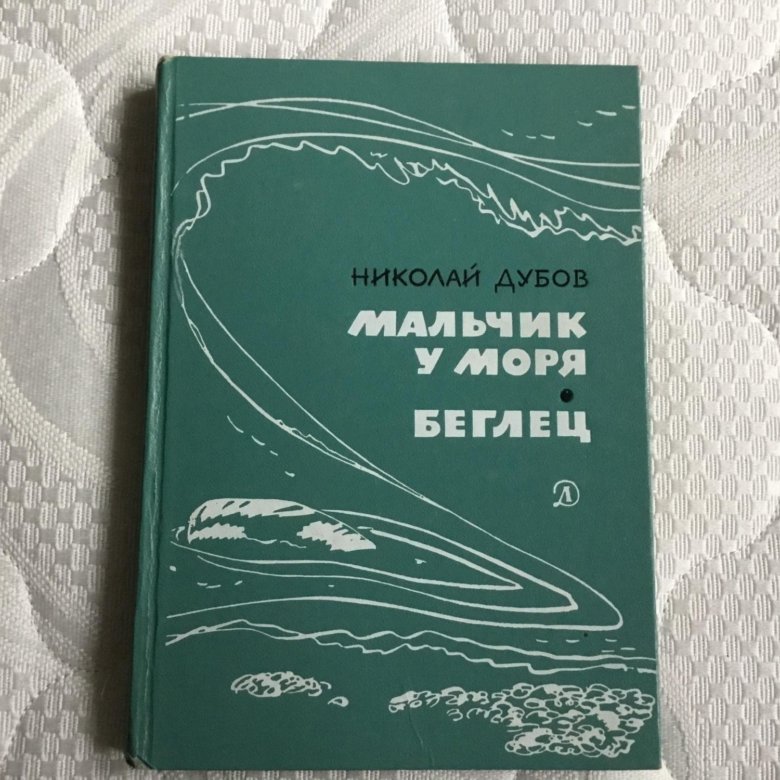 НИКОЛАЙ ДУБОВ
МАЛЬЧИК
У МОРЯ
•
БЕГЛЕЦ
Д